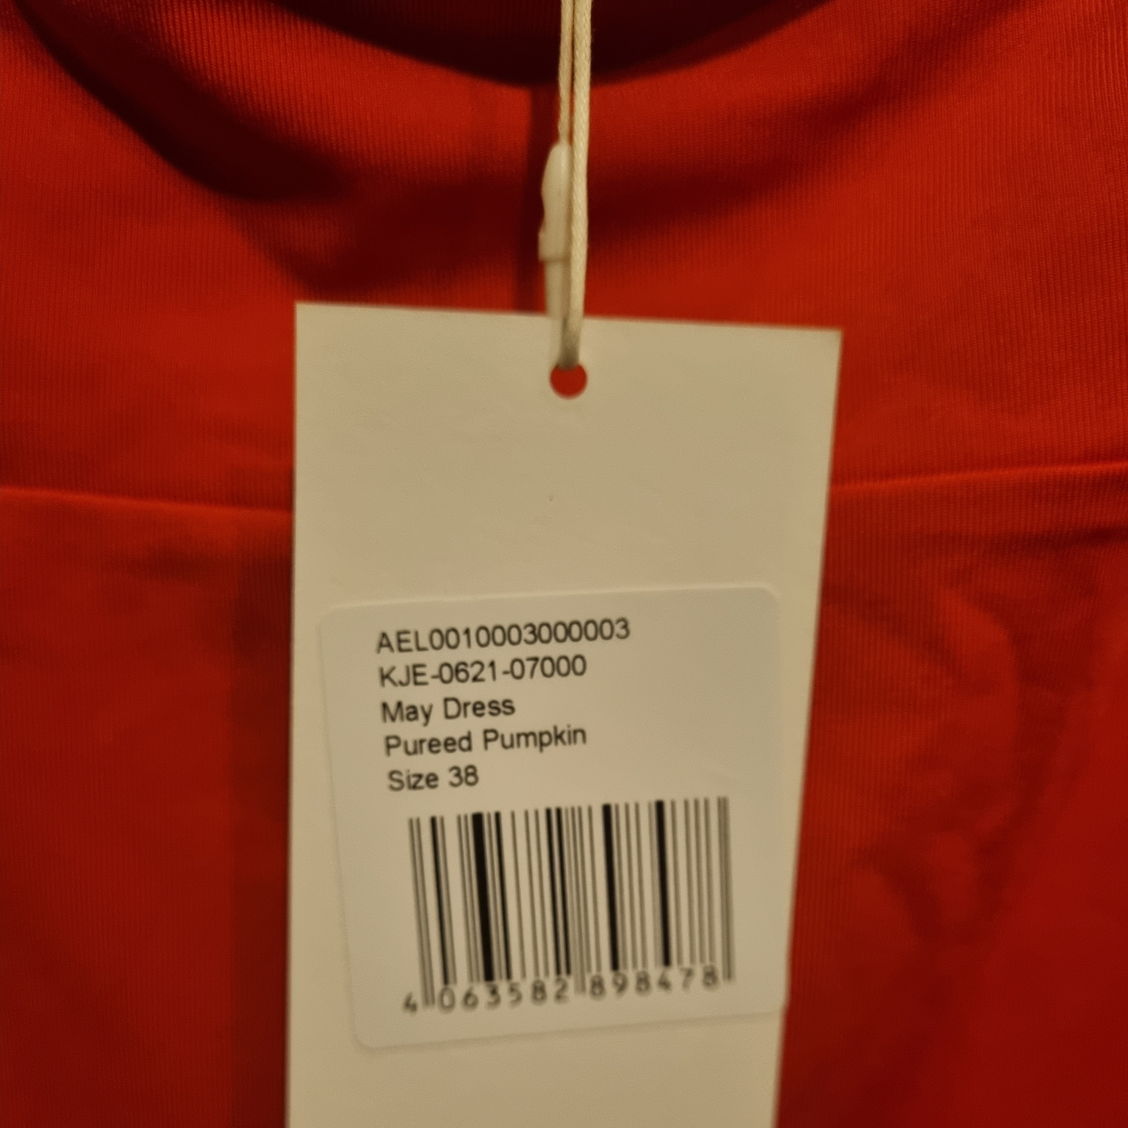 AEL0010003000003
KJE-0621-07000
May Dress
Pureed Pumpkin
Size 38
4 063582 898478